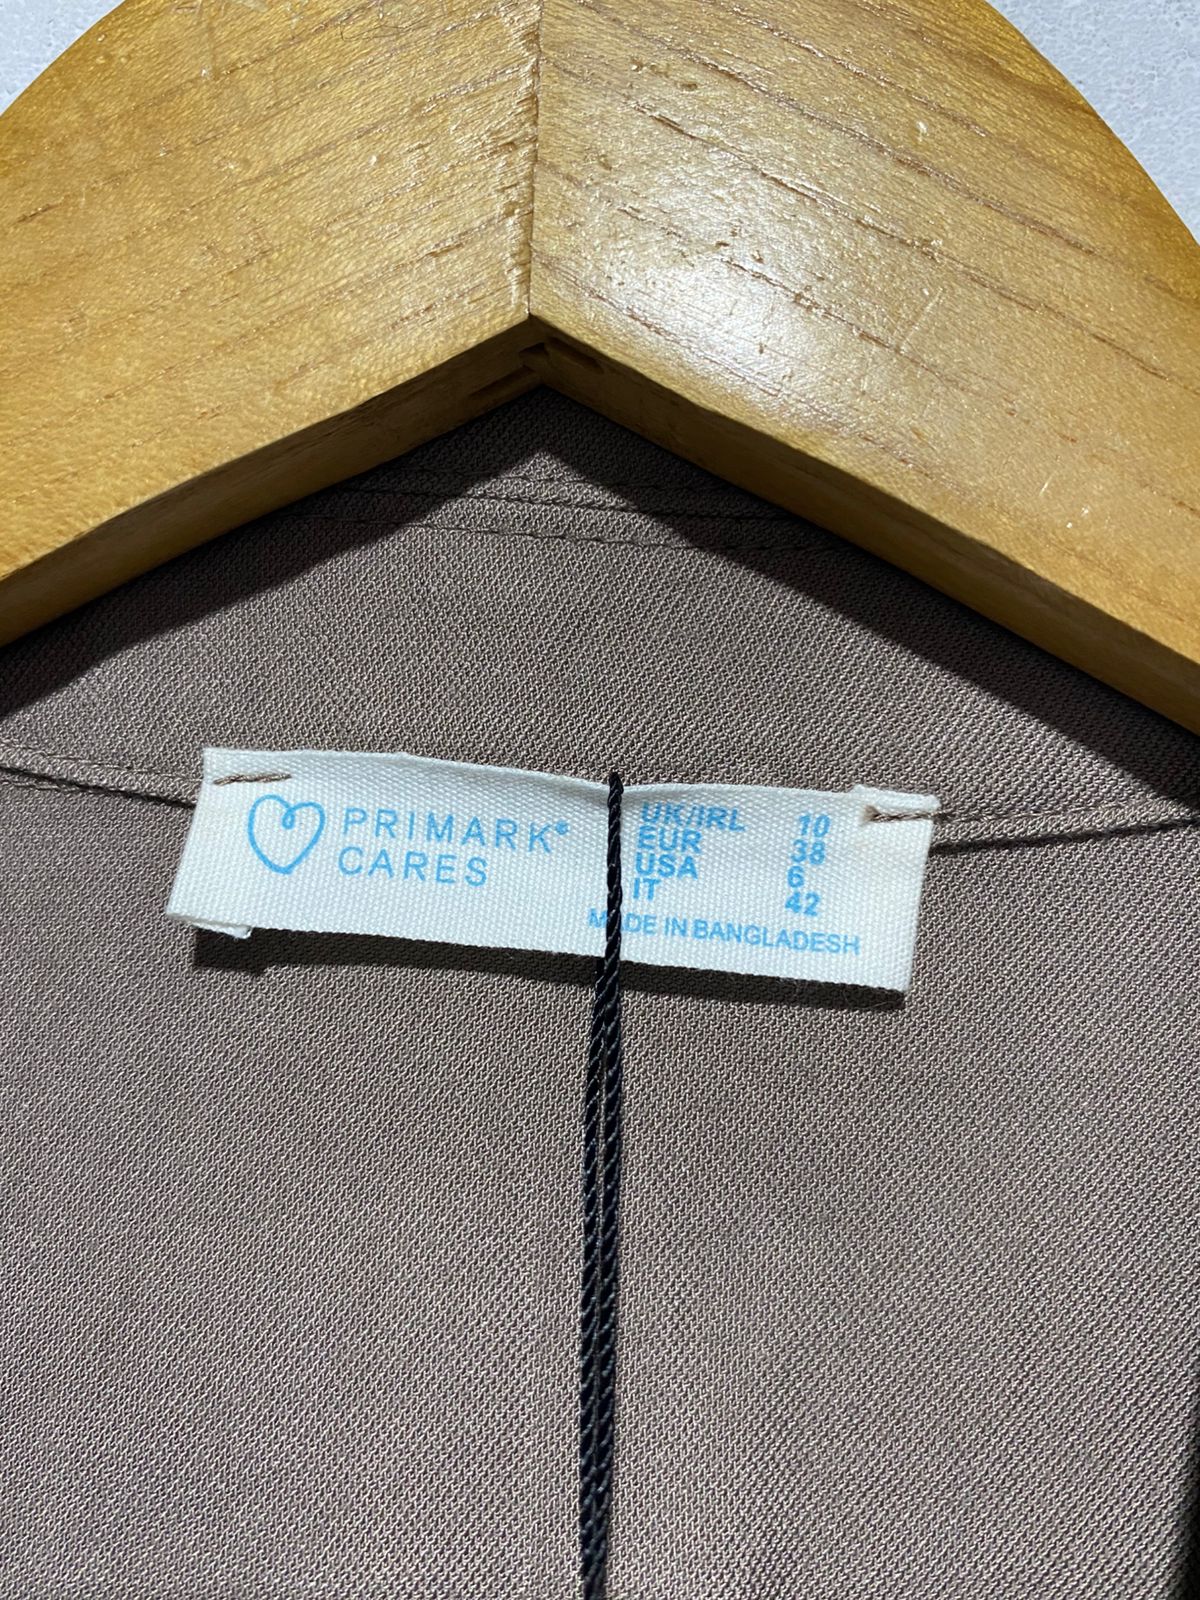 PRIMARK®
CARES
UK/IRL 10
EUR 38
USA 6
IT 42
MADE IN BANGLADESH